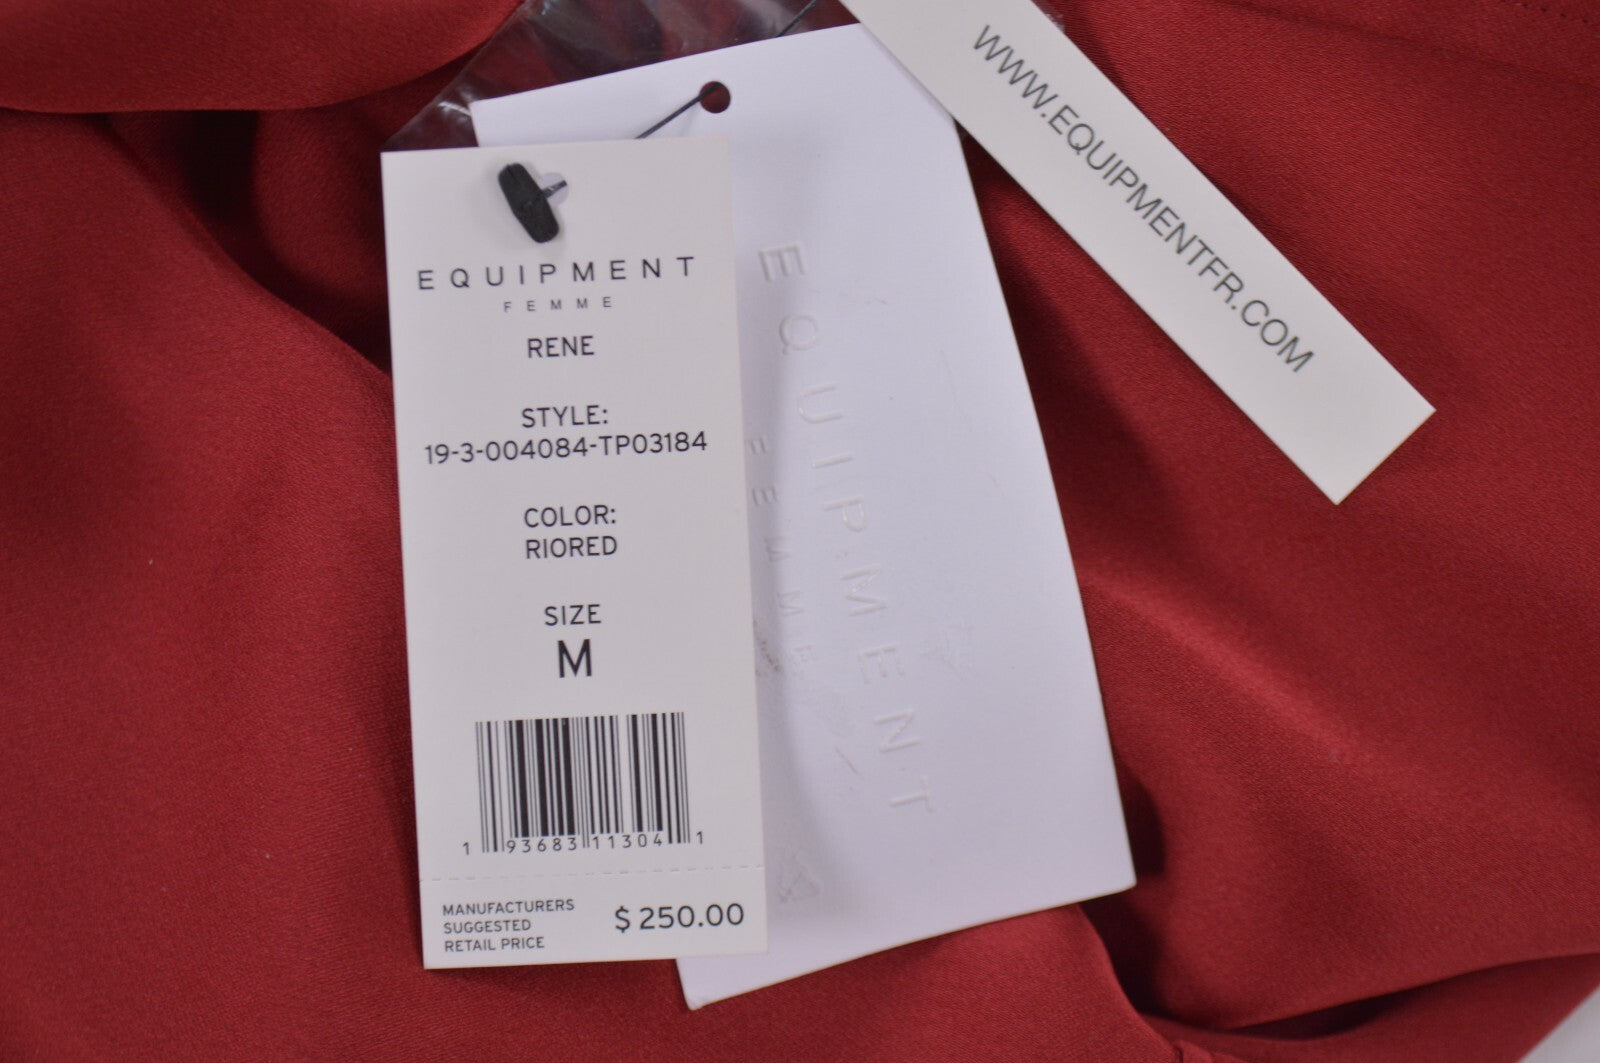 EQUIPMENT
FEMME
RENE
STYLE:
19-3-004084-TP03184
COLOR:
RIORED
SIZE
M
1 93683 11304 1
MANUFACTURERS
SUGGESTED
RETAIL PRICE
$ 250.00
EQUIPMENT
FEMME
WWW.EQUIPMENTFR.COM